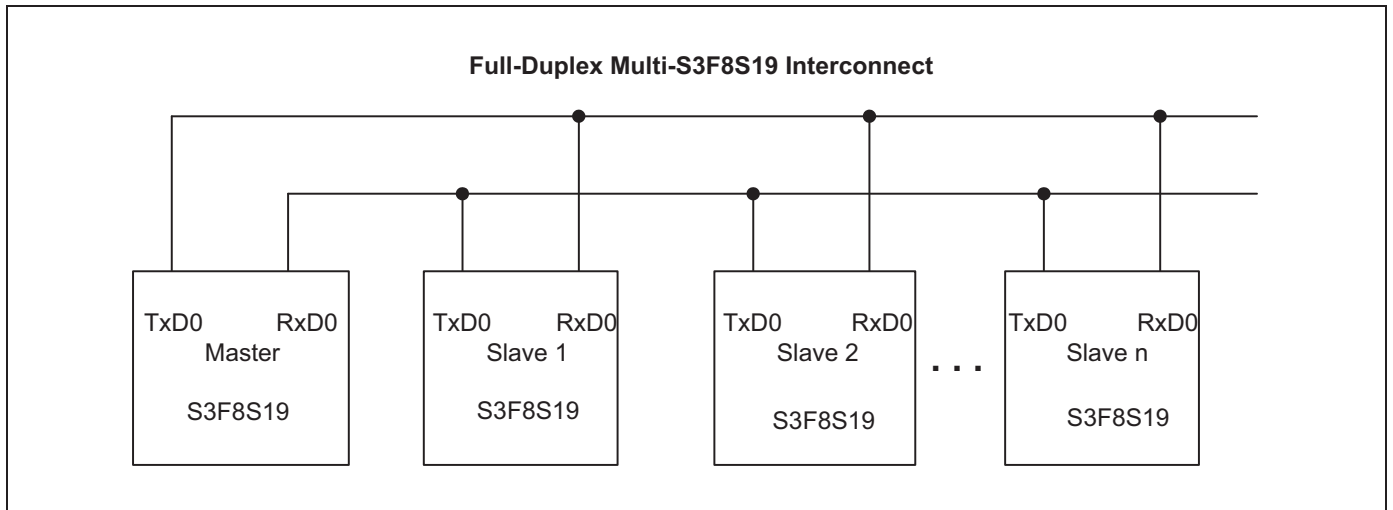 Full-Duplex Multi-S3F8S19 Interconnect
TxD0 RxD0
Master
S3F8S19
TxD0 RxD0
Slave 1
S3F8S19
TxD0 RxD0
Slave 2
S3F8S19
. . .
TxD0 RxD0
Slave n
S3F8S19